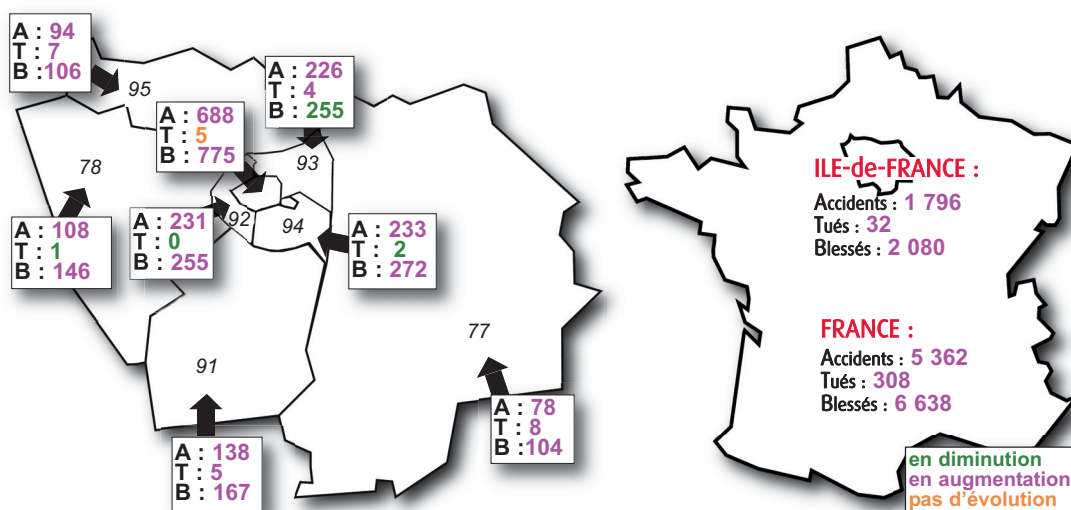 A : 94
T : 7
B :106
95
A : 226
T : 4
B : 255
A : 688
T : 5
B : 775
93
78
A : 108
T : 1
B : 146
A : 231
T : 0
B : 255
92
94
A : 233
T : 2
B : 272
77
91
A : 78
T : 8
B :104
A : 138
T : 5
B : 167
ILE-de-FRANCE :
Accidents : 1 796
Tués : 32
Blessés : 2 080
FRANCE :
Accidents : 5 362
Tués : 308
Blessés : 6 638
en diminution
en augmentation
pas d'évolution